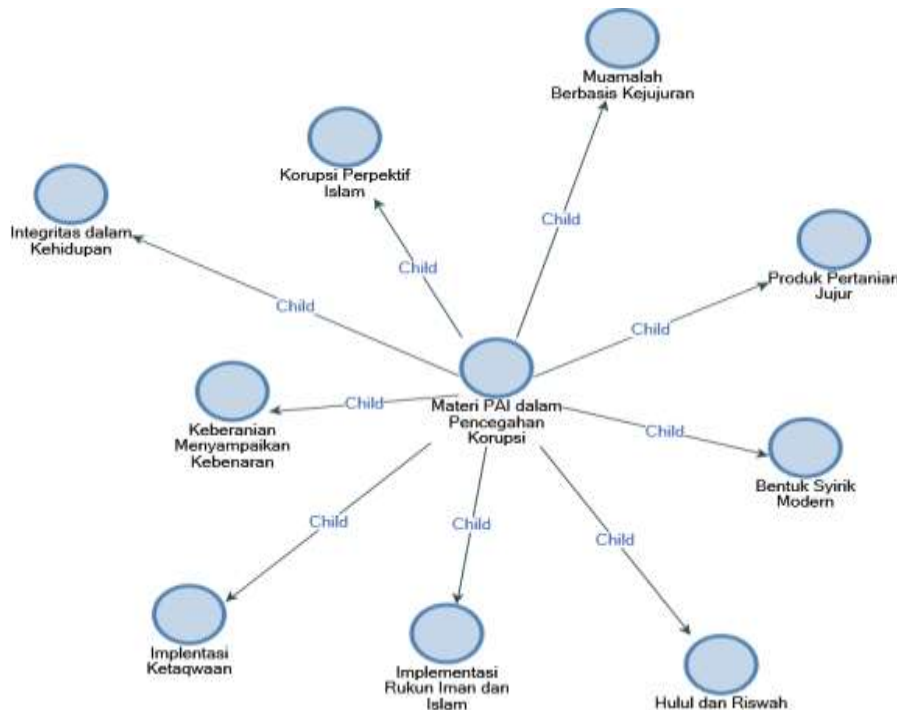 Muamalah
Berbasis Kejujuran
Korupsi Perpektif
Islam
Integritas dalam
Kehidupan
Child
Child
Produk Pertanian
Jujur
Child
Child
Child
Keberanian
Menyampaikan
Kebenaran
Materi PAI dalam
Pencegahan
Korupsi
Child
Child
Bentuk Syirik
Modern
Child
Child
Child
Implentasi
Ketaqwaan
Implementasi
Rukun Iman dan
Islam
Hulul dan Riswah